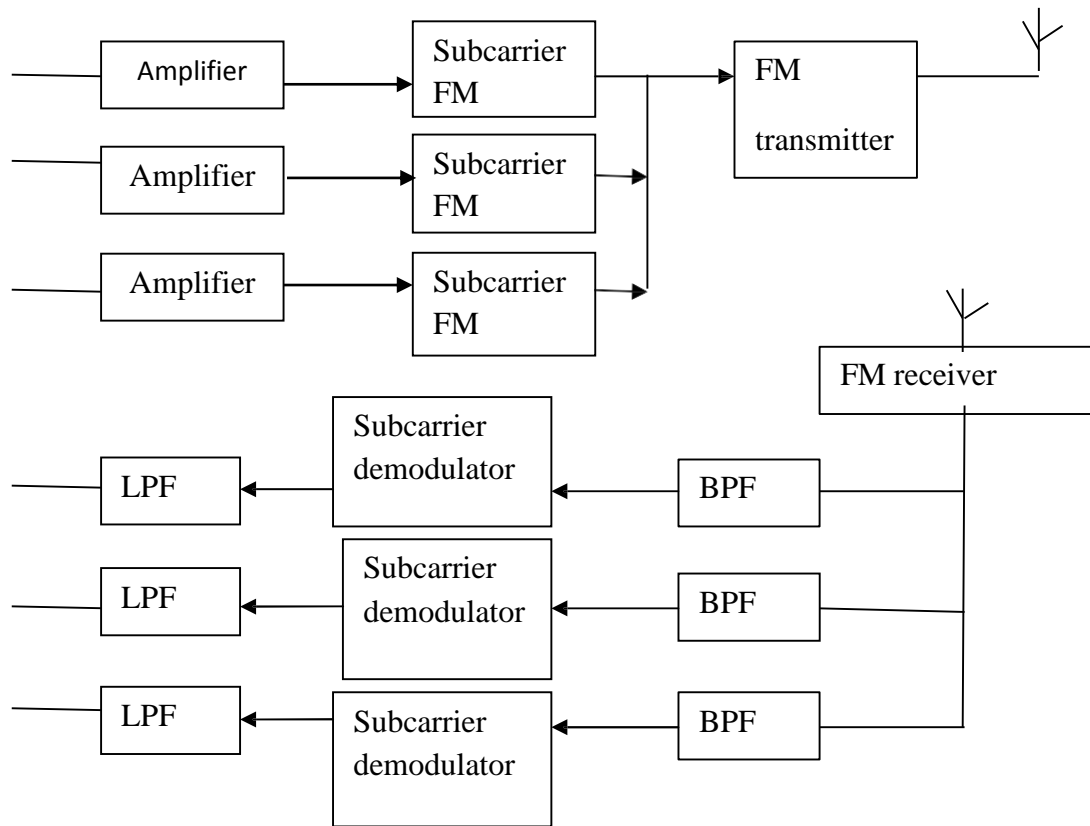 Amplifier
Subcarrier
FM
FM
transmitter
Amplifier
Subcarrier
FM
Amplifier
Subcarrier
FM
FM receiver
LPF
Subcarrier
demodulator
BPF
LPF
Subcarrier
demodulator
BPF
LPF
Subcarrier
demodulator
BPF